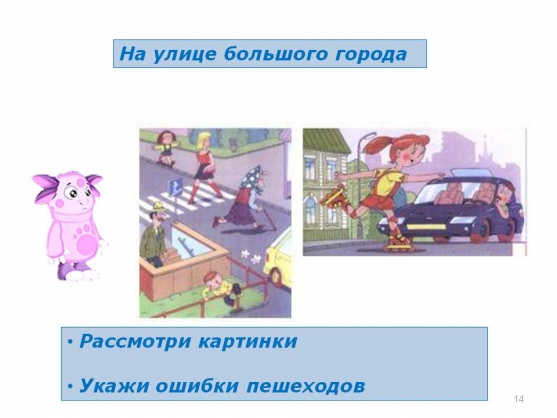 На улице большого города
• Рассмотри картинки
• Укажи ошибки пешеходов
14